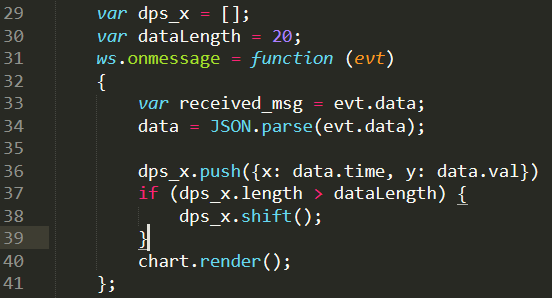 29 var dps_x = [];
30 var dataLength = 20;
31 ws.onmessage = function (evt)
32 {
33 var received_msg = evt.data;
34 data = JSON.parse(evt.data);
35
36 dps_x.push({x: data.time, y: data.val})
37 if (dps_x.length > dataLength) {
38 dps_x.shift();
39 }
40 chart.render();
41 };